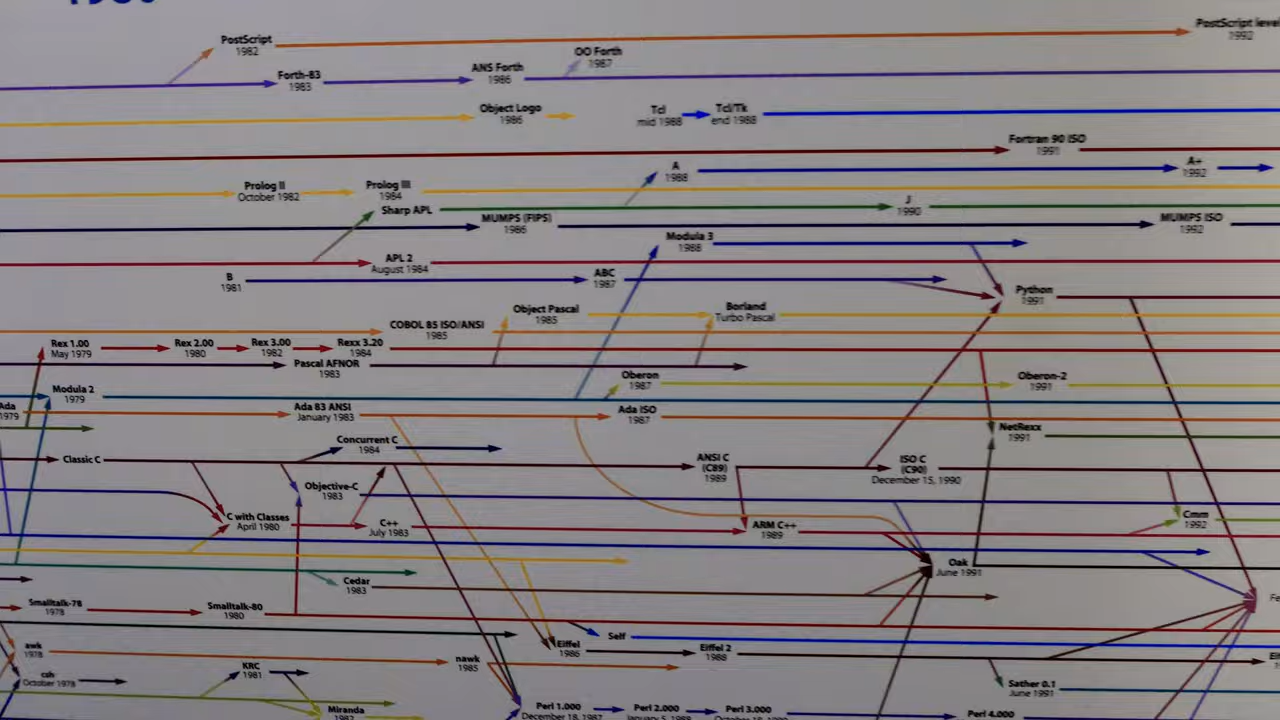 PostScript
1982
PostScript level
1992
Forth-83
1983
ANS Forth
1986
OO Forth
1987
Object Logo
1986
Tcl
mid 1988
Tcl/Tk
end 1988
Fortran 90 ISO
1991
A
1988
A+
1992
Prolog II
October 1982
Prolog III
1984
Sharp APL
J
1990
MUMPS (FIPS)
1986
MUMPS ISO
1992
Modula 3
1988
APL 2
August 1984
B
1981
ABC
1987
Python
1991
Object Pascal
1985
Borland
Turbo Pascal
COBOL 85 ISO/ANSI
1985
Rex 1.00
May 1979
Rex 2.00
1980
Rex 3.00
1982
Rexx 3.20
1984
Pascal AFNOR
1983
Oberon
1987
Oberon-2
1991
Modula 2
1979
Ada
1979
Ada 83 ANSI
January 1983
Ada ISO
1987
NetRexx
1991
Concurrent C
1984
Classic C
ANSI C
(C89)
1989
ISO C
(C90)
December 15, 1990
Objective-C
1983
C with Classes
April 1980
C++
July 1983
ARM C++
1989
Cmm
1992
Oak
June 1991
Cedar
1983
Smalltalk-78
1978
Smalltalk-80
1980
Self
Eiffel
1986
Eiffel 2
1988
awk
1978
nawk
1985
csh
October 1978
KRC
1981
Sather 0.1
June 1991
Miranda
1982
Perl 1.000
December 18, 1987
Perl 2.000
January 5, 1988
Perl 3.000
Perl 4.000